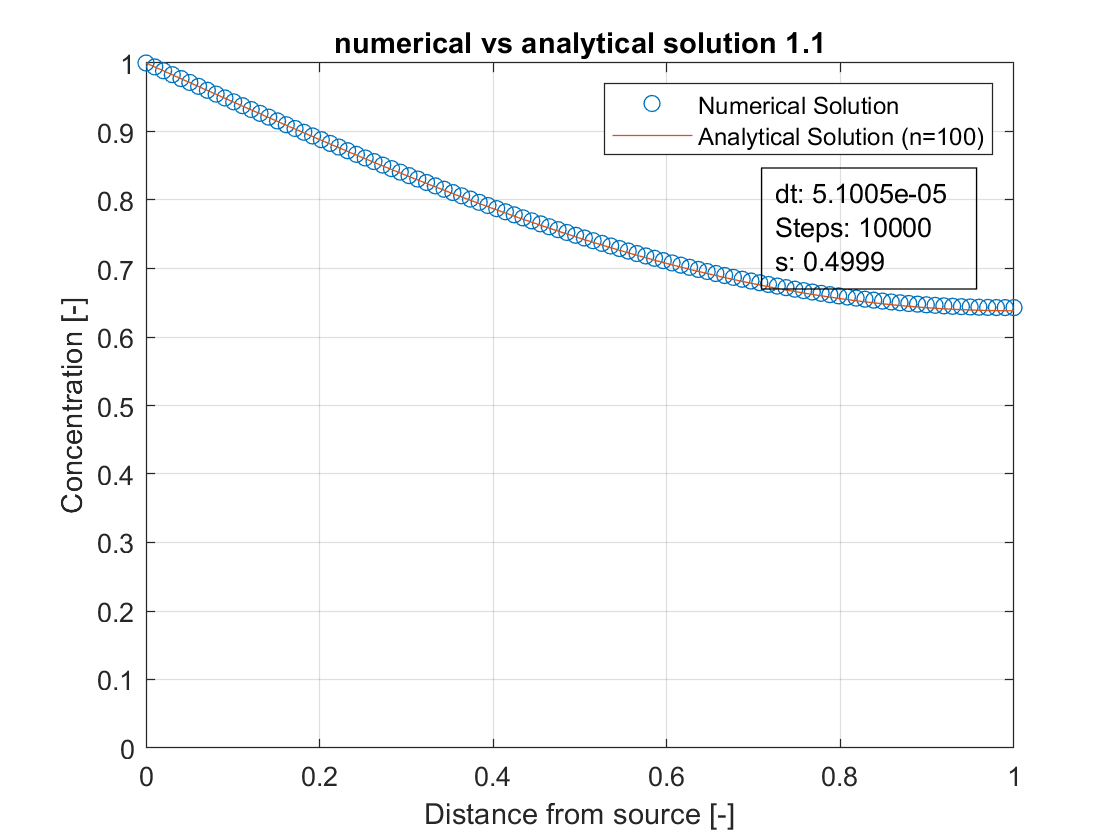 numerical vs analytical solution 1.1
Numerical Solution
Analytical Solution (n=100)
dt: 5.1005e-05
Steps: 10000
s: 0.4999
Concentration [-]
1
0.9
0.8
0.7
0.6
0.5
0.4
0.3
0.2
0.1
0
0 0.2 0.4 0.6 0.8 1
Distance from source [-]